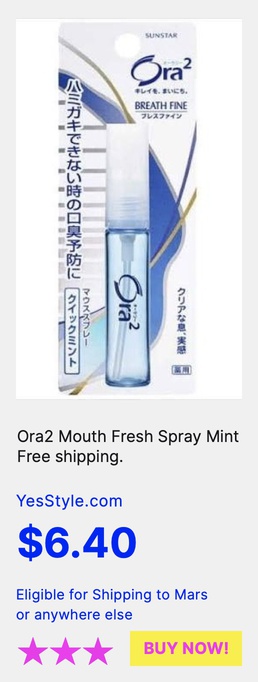 SUNSTAR
Ora2
キレイを、まいにち。
BREATH FINE
ブレスファイン
ハミガキできない時の口臭予防に
マウススプレー
クイックミント
Ora2
クリアな息、実感
薬用
Ora2 Mouth Fresh Spray Mint
Free shipping.
YesStyle.com
$6.40
Eligible for Shipping to Mars
or anywhere else
BUY NOW!